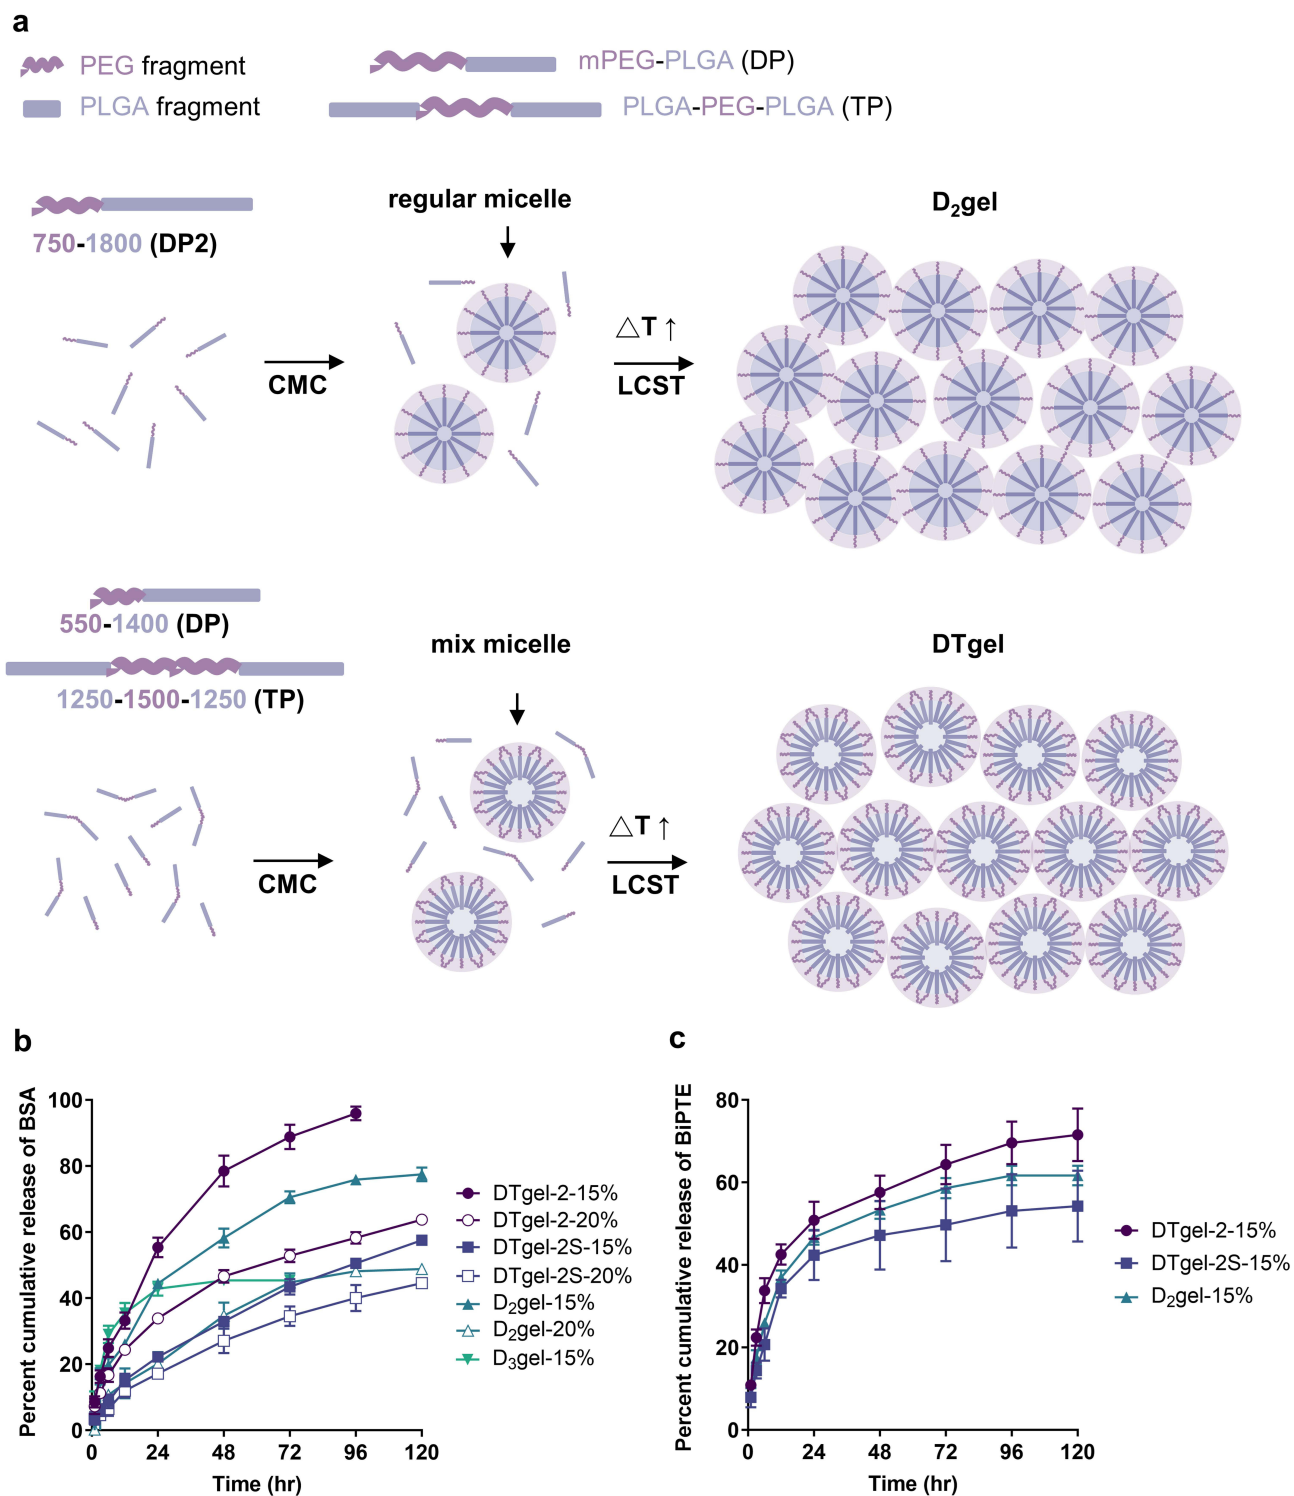 a
PEG fragment
mPEG-PLGA (DP)
PLGA fragment
PLGA-PEG-PLGA (TP)
750-1800 (DP2)
regular micelle
D₂gel
CMC
△T ↑
LCST
550-1400 (DP)
1250-1500-1250 (TP)
mix micelle
DTgel
CMC
△T ↑
LCST
b
Percent cumulative release of BSA
100
80
60
40
20
0
0 24 48 72 96 120
Time (hr)
DTgel-2-15%
DTgel-2-20%
DTgel-2S-15%
DTgel-2S-20%
D₂gel-15%
D₂gel-20%
D₃gel-15%
c
Percent cumulative release of BiPTE
80
60
40
20
0
0 24 48 72 96 120
Time (hr)
DTgel-2-15%
DTgel-2S-15%
D₂gel-15%